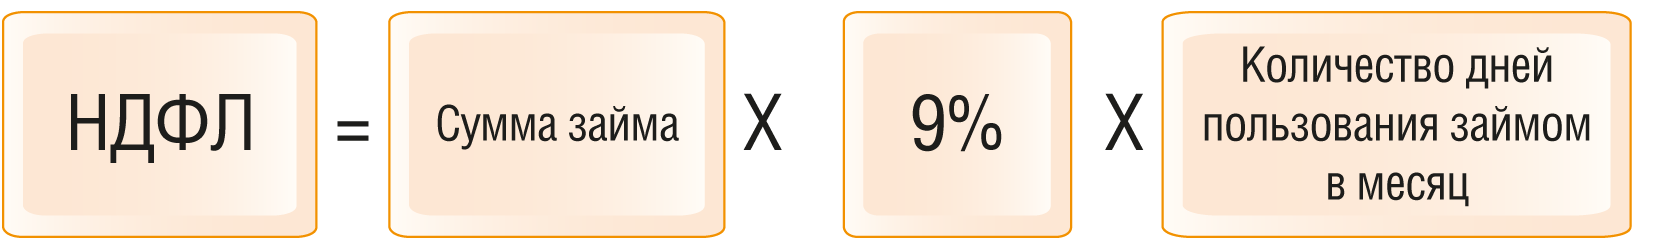 НДФЛ = Сумма займа X 9% X Количество дней
пользования займом
в месяц